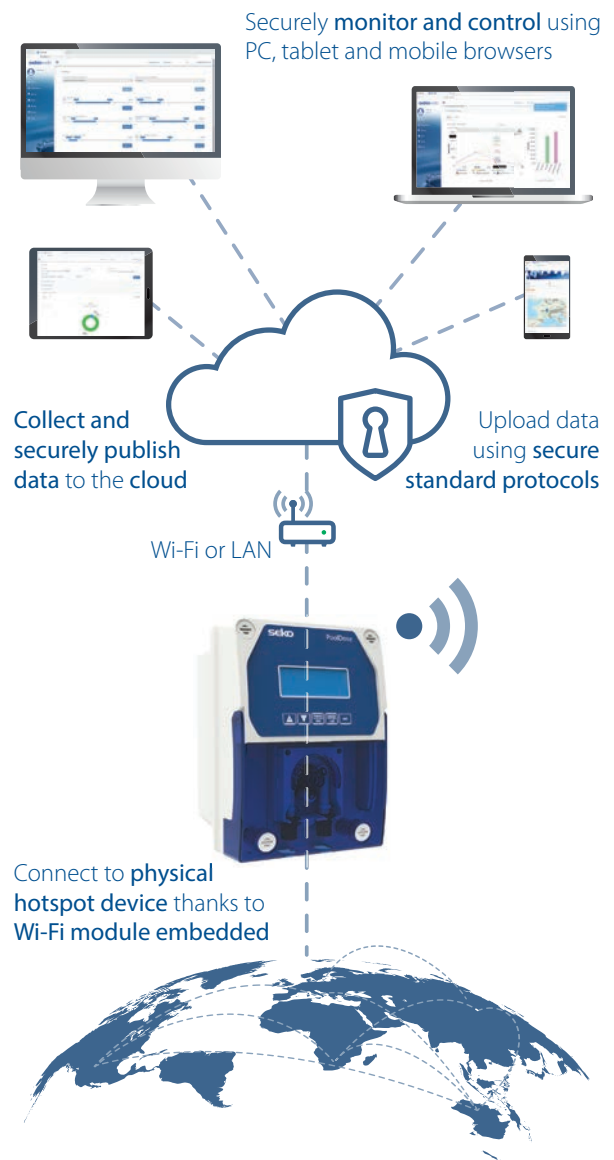 Securely monitor and control using
PC, tablet and mobile browsers
Collect and
securely publish
data to the cloud
Upload data
using secure
standard protocols
Wi-Fi or LAN
seko
PoolDose
Connect to physical
hotspot device thanks to
Wi-Fi module embedded